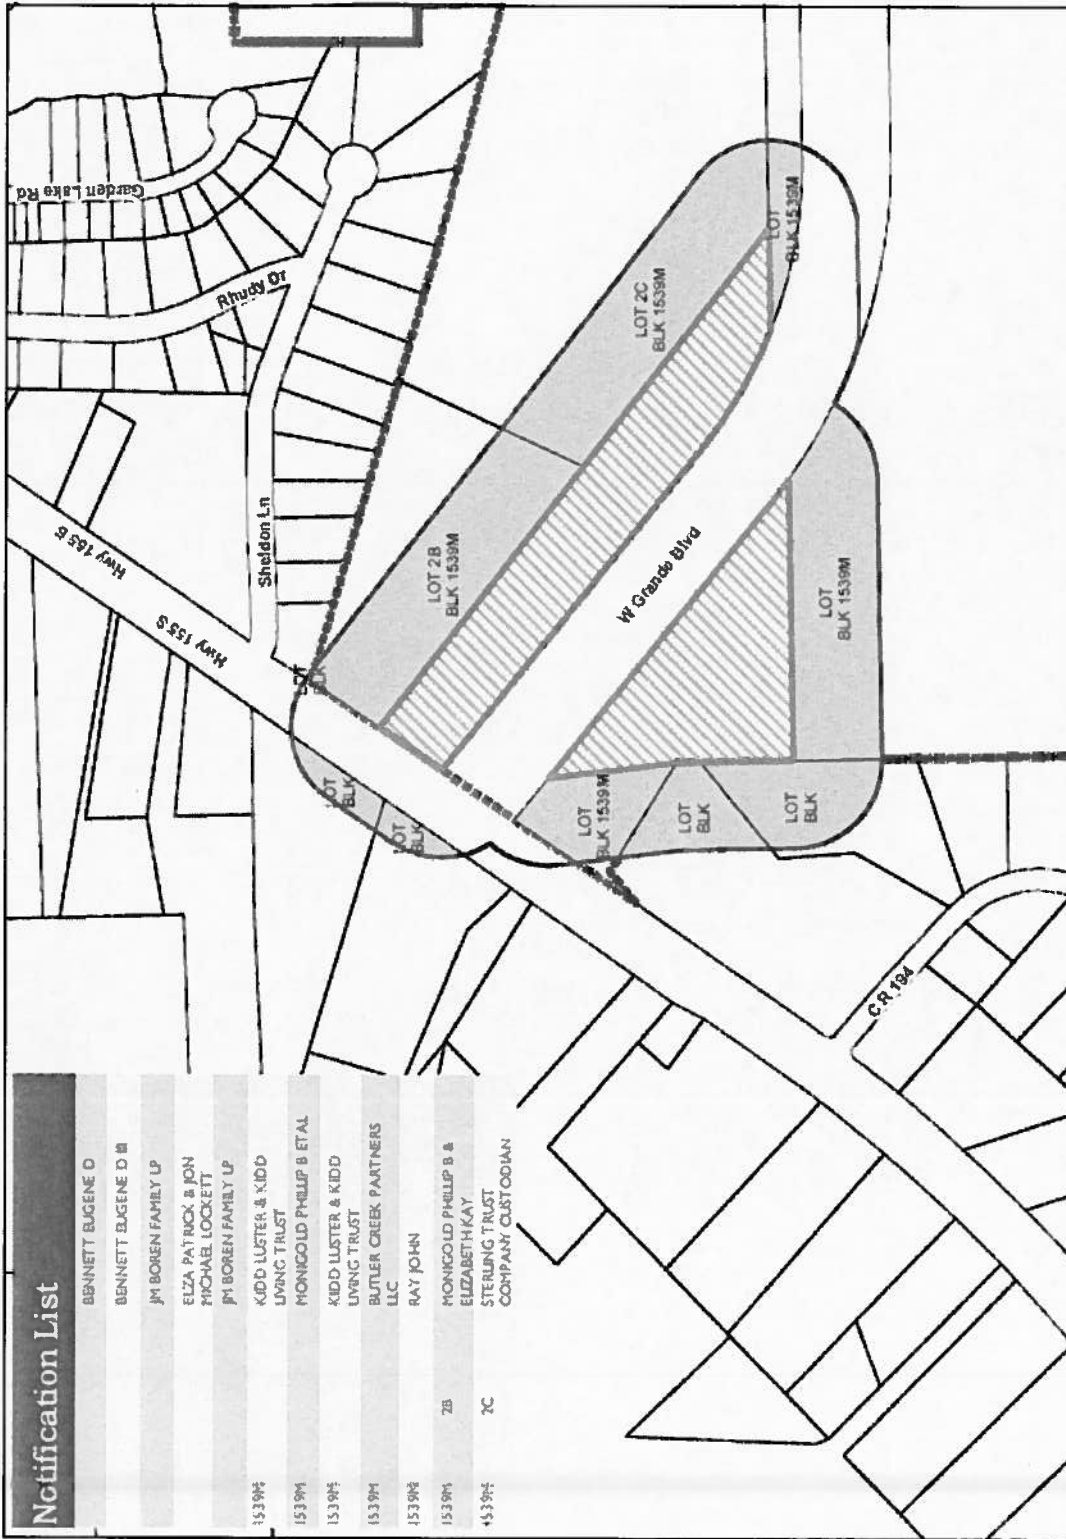 Notification List
BENNETT EUGENE D
BENNETT EUGENE D III
JM BOREN FAMILY LP
ELZA PATRICK & JON
MICHAEL LOCKETT
JM BOREN FAMILY LP
1539M KIDD LUSTER & KIDD
LIVING TRUST
1539M MONIGOLD PHILLIP B ET AL
1539M KIDD LUSTER & KIDD
LIVING TRUST
1539M BUTLER CREEK PARTNERS
LLC
1539M RAY JOHN
1539M 2B MONIGOLD PHILLIP B &
ELIZABETH KAY
1539M 2C STERLING TRUST
COMPANY CUSTODIAN
Garden Lake Rd
Rhudy Dr
Sheldon Ln
Hwy 155 S
Hwy 155 S
LOT
BLK
LOT
BLK
LOT
BLK
LOT 2B
BLK 1539M
LOT 2C
BLK 1539M
LOT
BLK 1539M
W Grande Blvd
LOT
BLK 1539M
LOT
BLK 1539M
LOT
BLK
LOT
BLK
C.R. 194